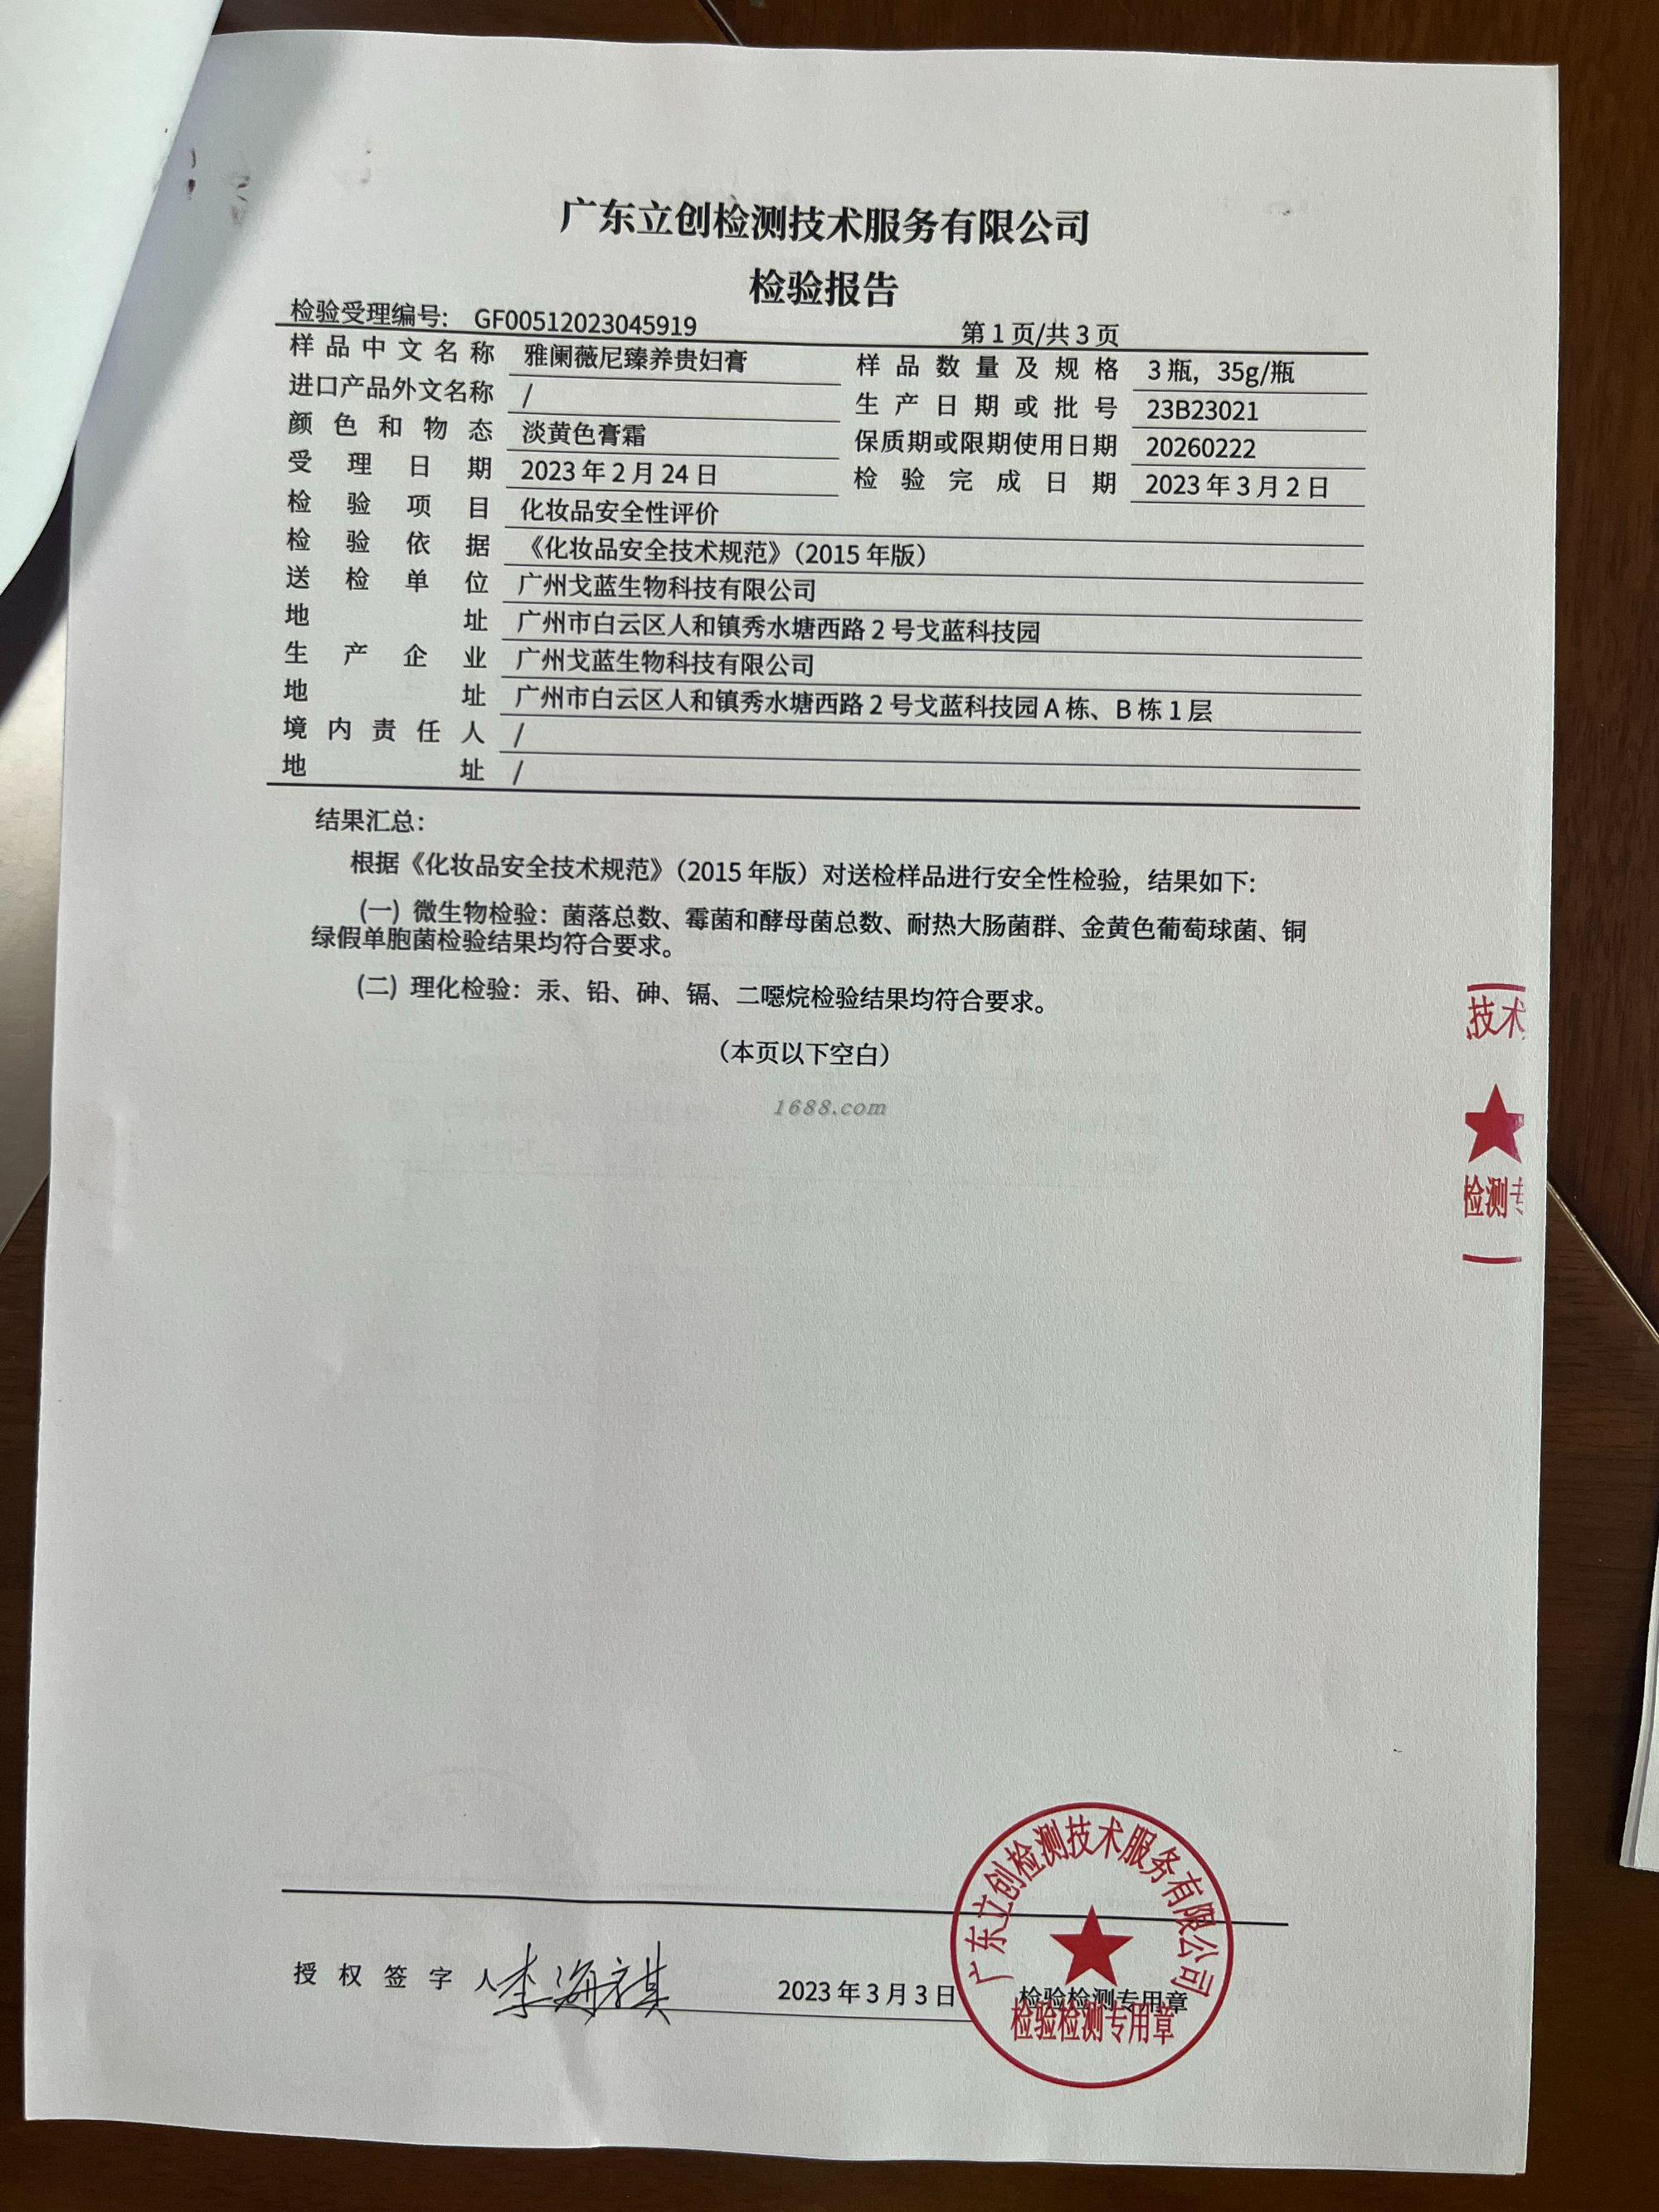 广东立创检测技术服务有限公司
检验报告
检验受理编号: GF00512023045919 第1页/共3页
样品中文名称 雅阑薇尼臻养贵妇膏 样品数量及规格 3瓶，35g/瓶
进口产品外文名称 / 生产日期或批号 23B23021
颜色和物态 淡黄色膏霜 保质期或限期使用日期 20260222
受理日期 2023年2月24日 检验完成日期 2023年3月2日
检验项目 化妆品安全性评价
检验依据 《化妆品安全技术规范》（2015年版）
送检单位 广州戈蓝生物科技有限公司
地址 广州市白云区人和镇秀水塘西路2号戈蓝科技园
生产企业 广州戈蓝生物科技有限公司
地址 广州市白云区人和镇秀水塘西路2号戈蓝科技园A栋、B栋1层
境内责任人 /
地址 /
结果汇总：
根据《化妆品安全技术规范》（2015年版）对送检样品进行安全性检验，结果如下:
(一) 微生物检验：菌落总数、霉菌和酵母菌总数、耐热大肠菌群、金黄色葡萄球菌、铜
绿假单胞菌检验结果均符合要求。
(二) 理化检验：汞、铅、砷、镉、二噁烷检验结果均符合要求。
（本页以下空白）
1688.com
技术
检测专
广东立创检测技术服务有限公司
授权签字人 李海祺 2023年3月3日 检验检测专用章
检验检测专用章